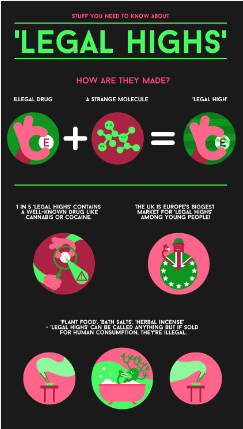 STUFF YOU NEED TO KNOW ABOUT
'LEGAL HIGHS'
HOW ARE THEY MADE?
ILLEGAL DRUG
A STRANGE MOLECULE
'LEGAL HIGH'
E
E
1 IN 5 'LEGAL HIGHS' CONTAINS
A WELL-KNOWN DRUG LIKE
CANNABIS OR COCAINE.
THE UK IS EUROPE'S BIGGEST
MARKET FOR 'LEGAL HIGHS'
AMONG YOUNG PEOPLE!
'PLANT FOOD', 'BATH SALTS', 'HERBAL INCENSE'
- 'LEGAL HIGHS' CAN BE CALLED ANYTHING BUT IF SOLD
FOR HUMAN CONSUMPTION, THEY'RE ILLEGAL.